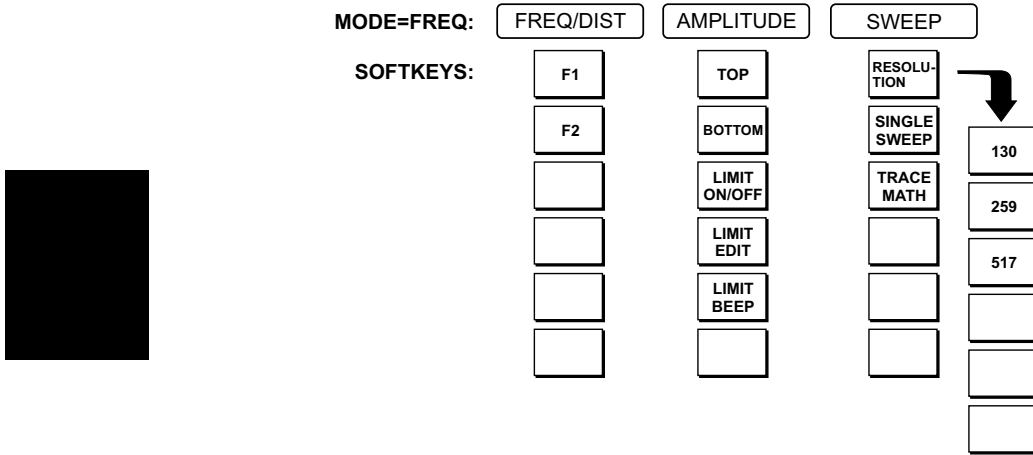 MODE=FREQ: FREQ/DIST AMPLITUDE SWEEP
SOFTKEYS:
F1
F2
TOP
BOTTOM
LIMIT
ON/OFF
LIMIT
EDIT
LIMIT
BEEP
RESOLU-
TION
SINGLE
SWEEP
TRACE
MATH
130
259
517